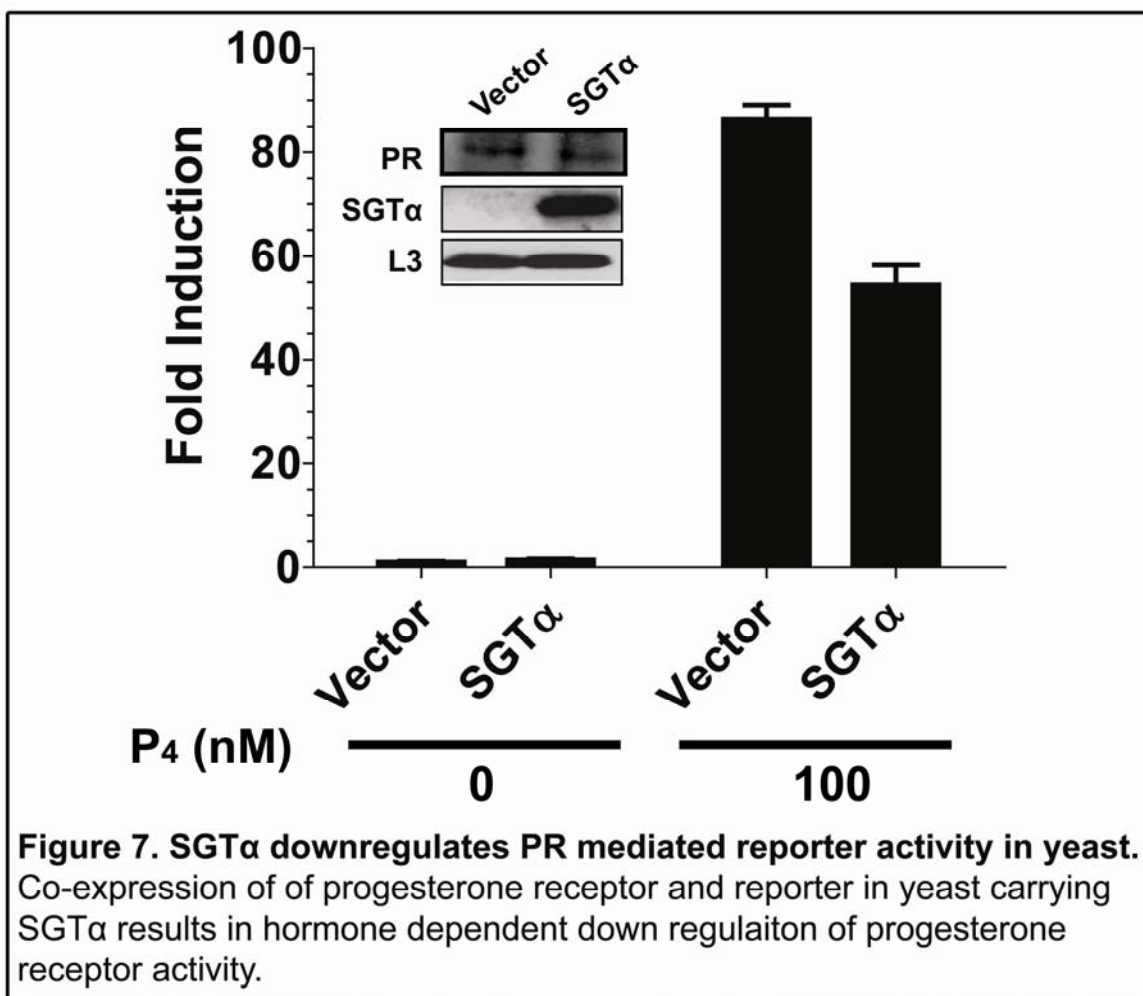 100
80
60
40
20
0
Fold Induction
Vector SGTα
PR
SGTα
L3
Vector SGTα Vector SGTα
P₄ (nM)
0 100
Figure 7. SGTα downregulates PR mediated reporter activity in yeast.
Co-expression of of progesterone receptor and reporter in yeast carrying
SGTα results in hormone dependent down regulaiton of progesterone
receptor activity.